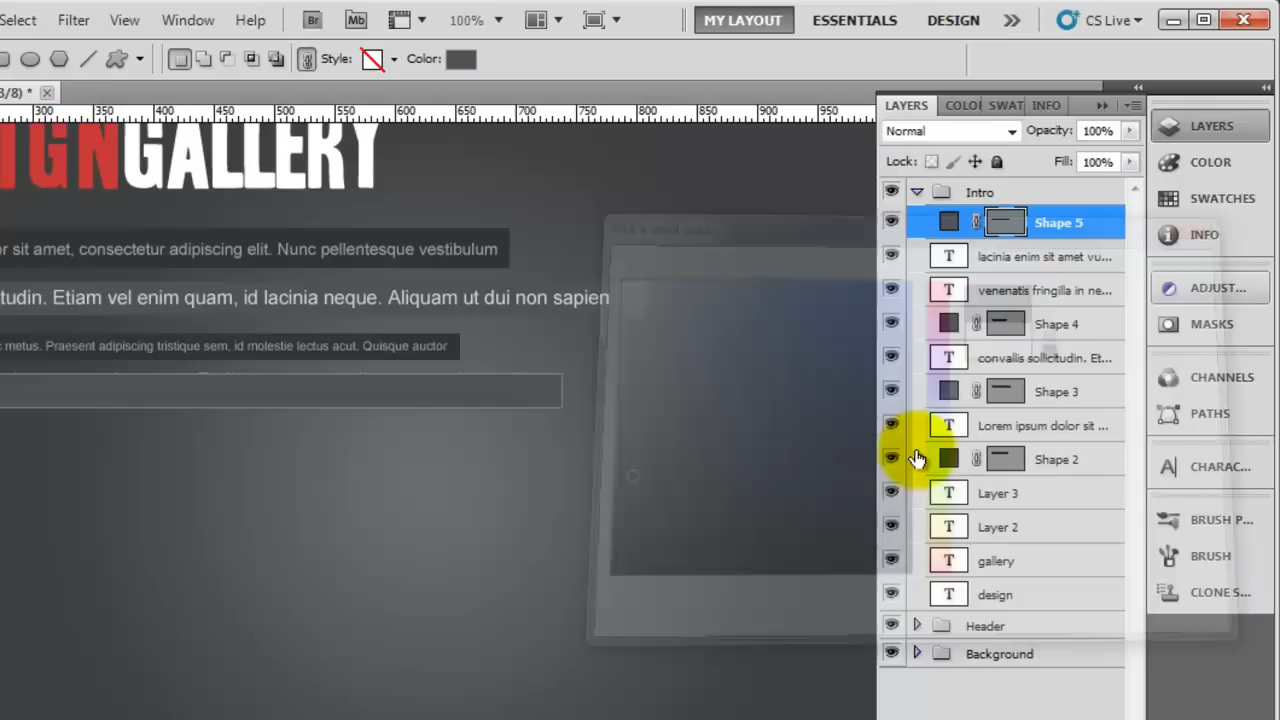 Select Filter View Window Help Br Mb 100% MY LAYOUT ESSENTIALS DESIGN CS Live
Style: Color:
3/8) *
300 350 400 450 500 550 600 650 700 750 800 850 900 950
LAYERS COLO SWAT INFO
Normal Opacity: 100%
Lock: Fill: 100%
Intro
Shape 5
lacinia enim sit amet vu...
venenatis fringilla in ne...
Shape 4
convallis sollicitudin. Et...
Shape 3
Lorem ipsum dolor sit ...
Shape 2
Layer 3
Layer 2
gallery
design
Header
Background
LAYERS
COLOR
SWATCHES
INFO
ADJUST...
MASKS
CHANNELS
PATHS
CHARAC...
BRUSH P...
BRUSH
CLONE S...
IGNGALLERY
or sit amet, consectetur adipiscing elit. Nunc pellentesque vestibulum
itudin. Etiam vel enim quam, id lacinia neque. Aliquam ut dui non sapien
c metus. Praesent adipiscing tristique sem, id molestie lectus acut. Quisque auctor